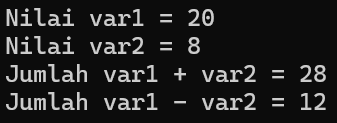 Nilai var1 = 20
Nilai var2 = 8
Jumlah var1 + var2 = 28
Jumlah var1 - var2 = 12